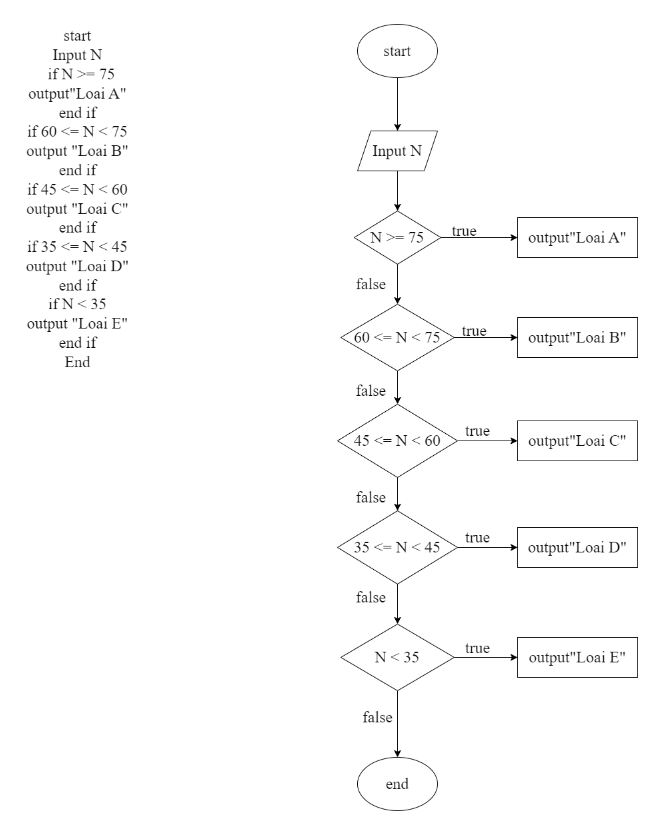 start
Input N
if N >= 75
output"Loai A"
end if
if 60 <= N < 75
output "Loai B"
end if
if 45 <= N < 60
output "Loai C"
end if
if 35 <= N < 45
output "Loai D"
end if
if N < 35
output "Loai E"
end if
End
start
Input N
N >= 75
true
output"Loai A"
false
60 <= N < 75
true
output"Loai B"
false
45 <= N < 60
true
output"Loai C"
false
35 <= N < 45
true
output"Loai D"
false
N < 35
true
output"Loai E"
false
end